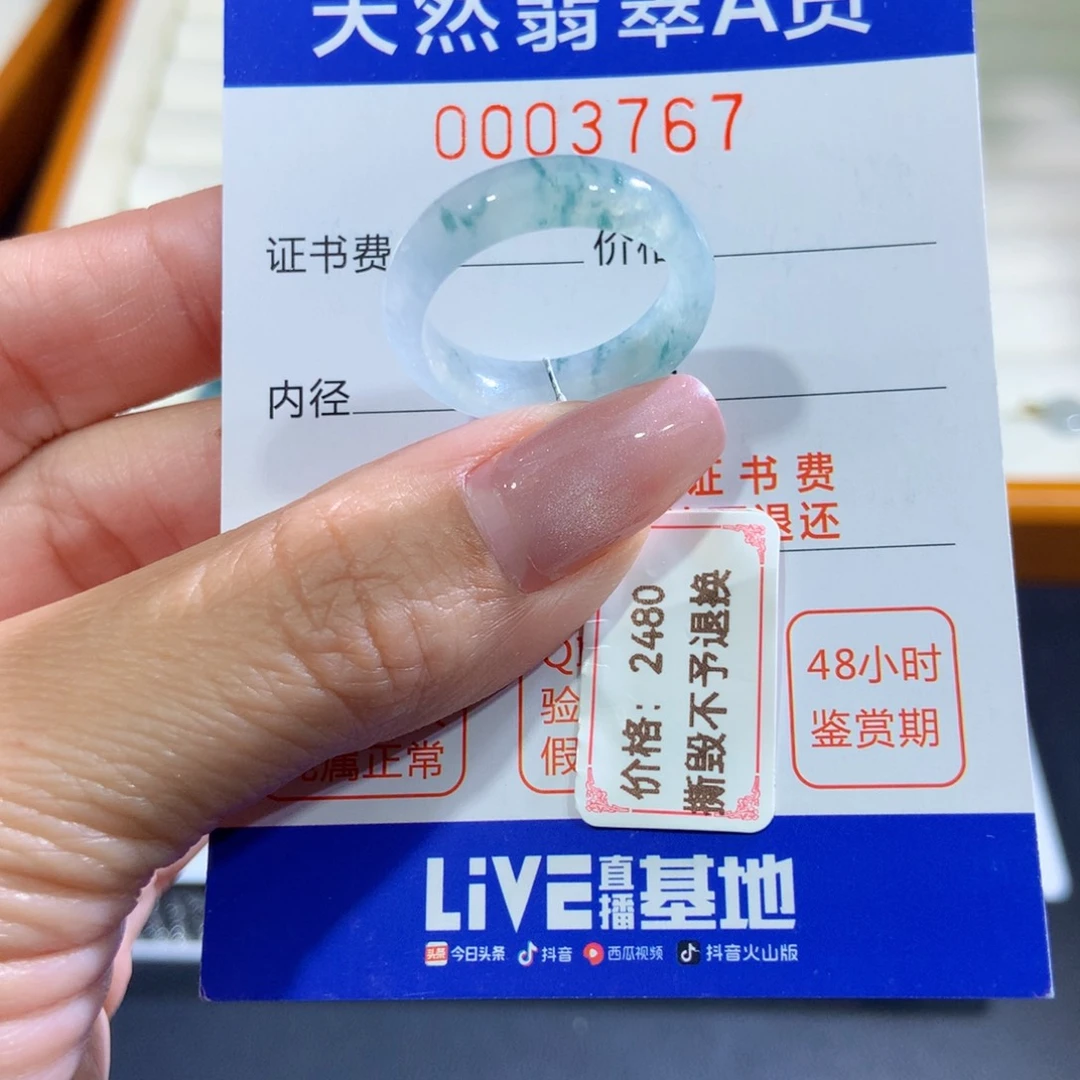 天然翡翠A货
0003767
证书费 价格
内径
证书费
退还
价格：2480
撕毁不予退换
验
假
属正常
48小时
鉴赏期
LiVE直播基地
头条 今日头条 抖音 西瓜视频 抖音火山版